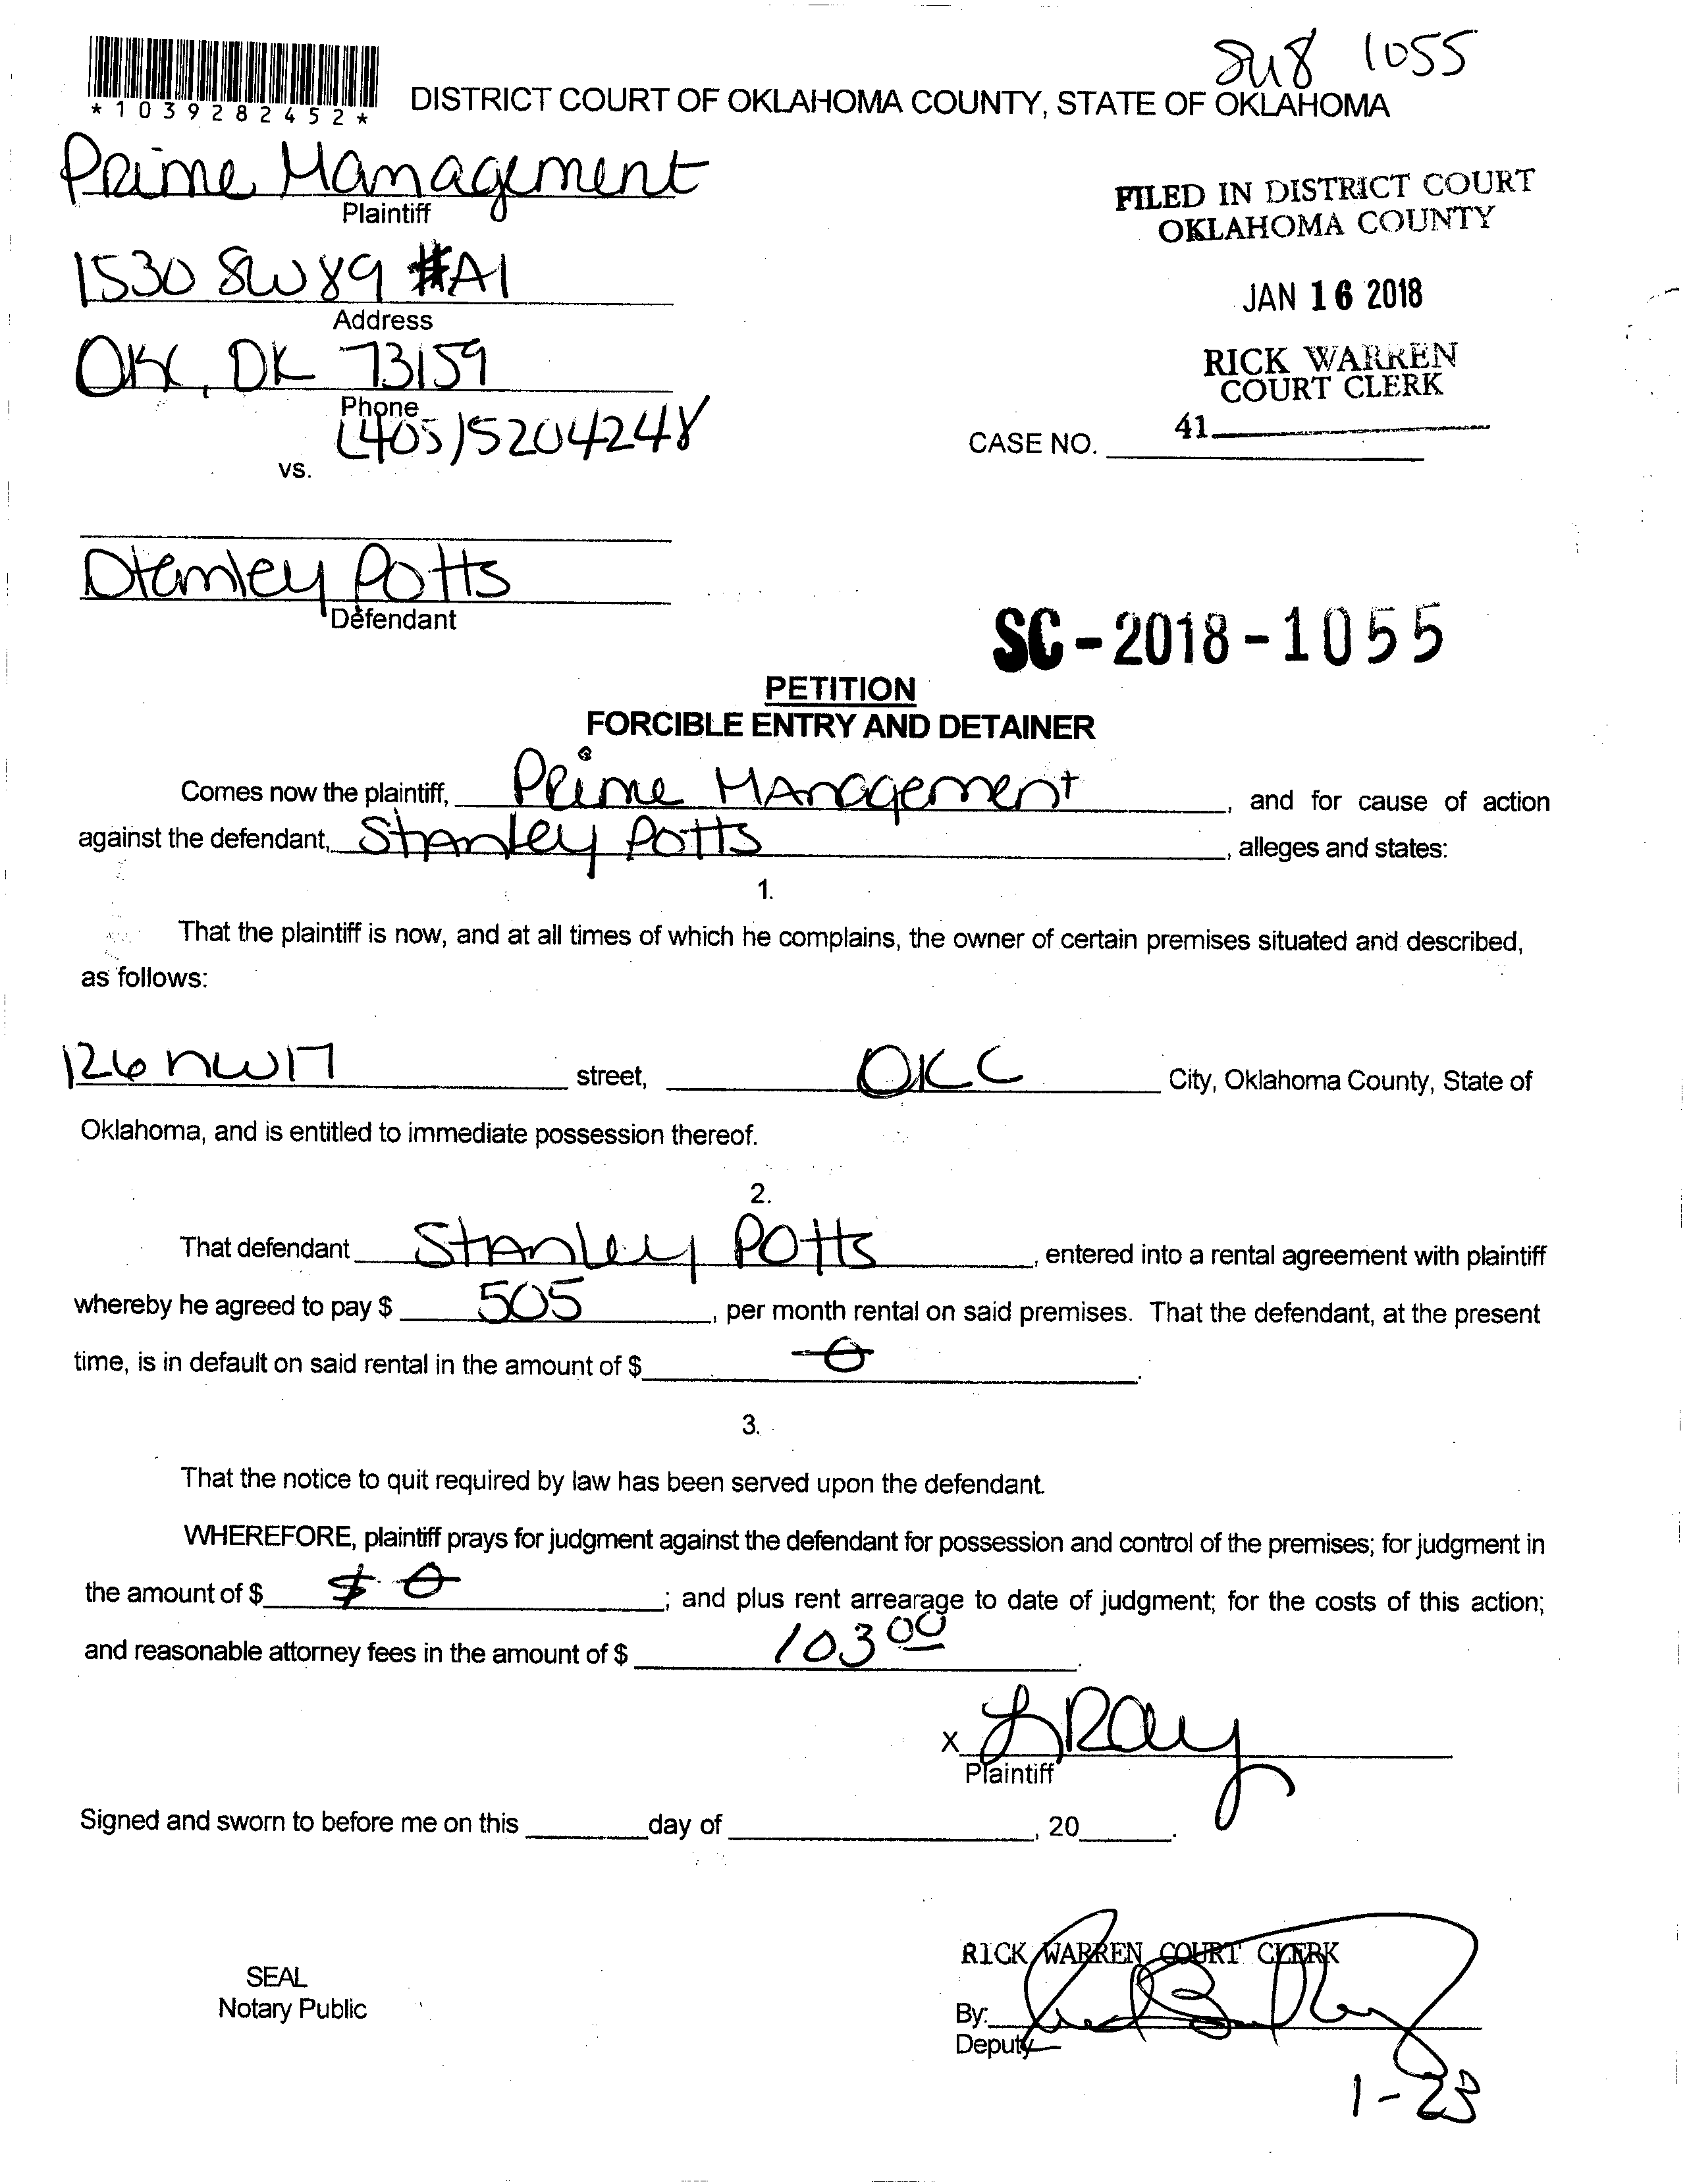 1055
*1039282452*
DISTRICT COURT OF OKLAHOMA COUNTY, STATE OF OKLAHOMA
Prime Management
Plaintiff
FILED IN DISTRICT COURT
OKLAHOMA COUNTY
1530 SW 89 #A1
Address
JAN 16 2018
OKC, OK 73159
Phone
RICK WARREN
COURT CLERK
(405)5204248
41
CASE NO.
vs.
Stanley Potts
Defendant
SC-2018-1055
PETITION
FORCIBLE ENTRY AND DETAINER
Comes now the plaintiff, Prime Management, and for cause of action
against the defendant, Stanley Potts, alleges and states:
1.
That the plaintiff is now, and at all times of which he complains, the owner of certain premises situated and described,
as follows:
126 NW 17 street, OKC City, Oklahoma County, State of
Oklahoma, and is entitled to immediate possession thereof.
2.
That defendant Stanley Potts, entered into a rental agreement with plaintiff
whereby he agreed to pay $ 505, per month rental on said premises. That the defendant, at the present
time, is in default on said rental in the amount of $ 0.
3.
That the notice to quit required by law has been served upon the defendant.
WHEREFORE, plaintiff prays for judgment against the defendant for possession and control of the premises; for judgment in
the amount of $ $ 0; and plus rent arrearage to date of judgment; for the costs of this action;
and reasonable attorney fees in the amount of $ 103 00.
X L Ray
Plaintiff
Signed and sworn to before me on this ____ day of ____, 20____.
RICK WARREN COURT CLERK
SEAL
Notary Public
By:
Deputy
1-23